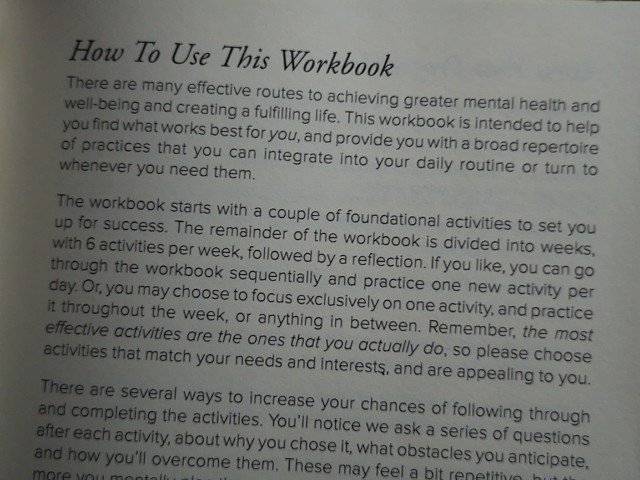 How To Use This Workbook
There are many effective routes to achieving greater mental health and
well-being and creating a fulfilling life. This workbook is intended to help
you find what works best for you, and provide you with a broad repertoire
of practices that you can integrate into your daily routine or turn to
whenever you need them.
The workbook starts with a couple of foundational activities to set you
up for success. The remainder of the workbook is divided into weeks,
with 6 activities per week, followed by a reflection. If you like, you can go
through the workbook sequentially and practice one new activity per
day. Or, you may choose to focus exclusively on one activity, and practice
it throughout the week, or anything in between. Remember, the most
effective activities are the ones that you actually do, so please choose
activities that match your needs and interests, and are appealing to you.
There are several ways to increase your chances of following through
and completing the activities. You'll notice we ask a series of questions
after each activity, about why you chose it, what obstacles you anticipate,
and how you'll overcome them. These may feel a bit repetitive, but the
more you mentally